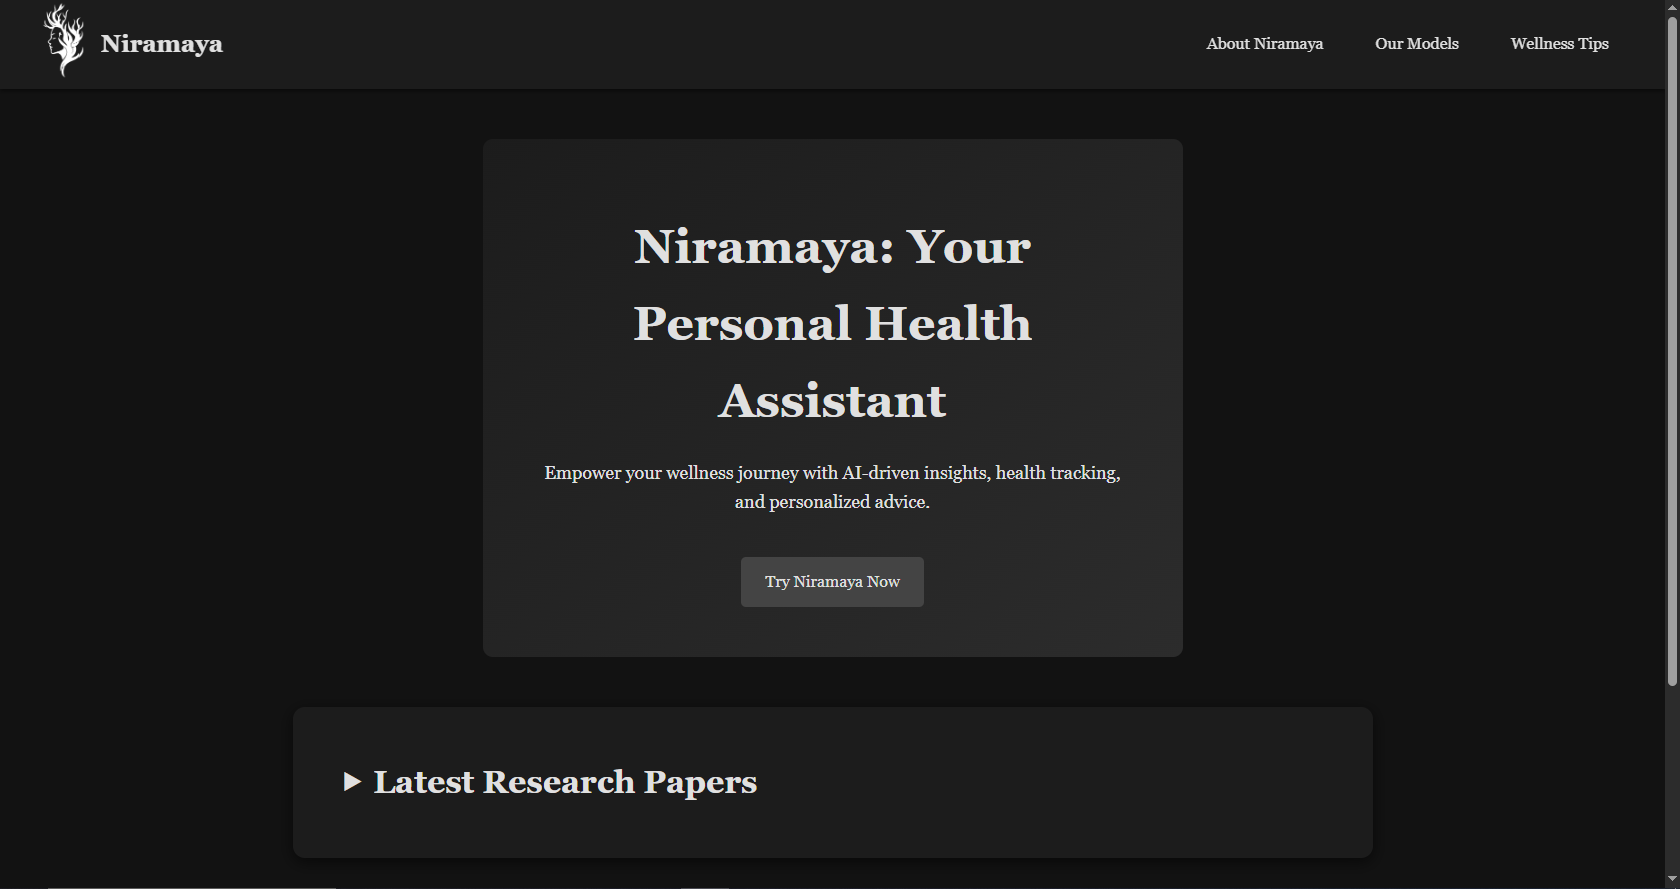 Niramaya
About Niramaya
Our Models
Wellness Tips
Niramaya: Your
Personal Health
Assistant
Empower your wellness journey with AI-driven insights, health tracking,
and personalized advice.
Try Niramaya Now
Latest Research Papers